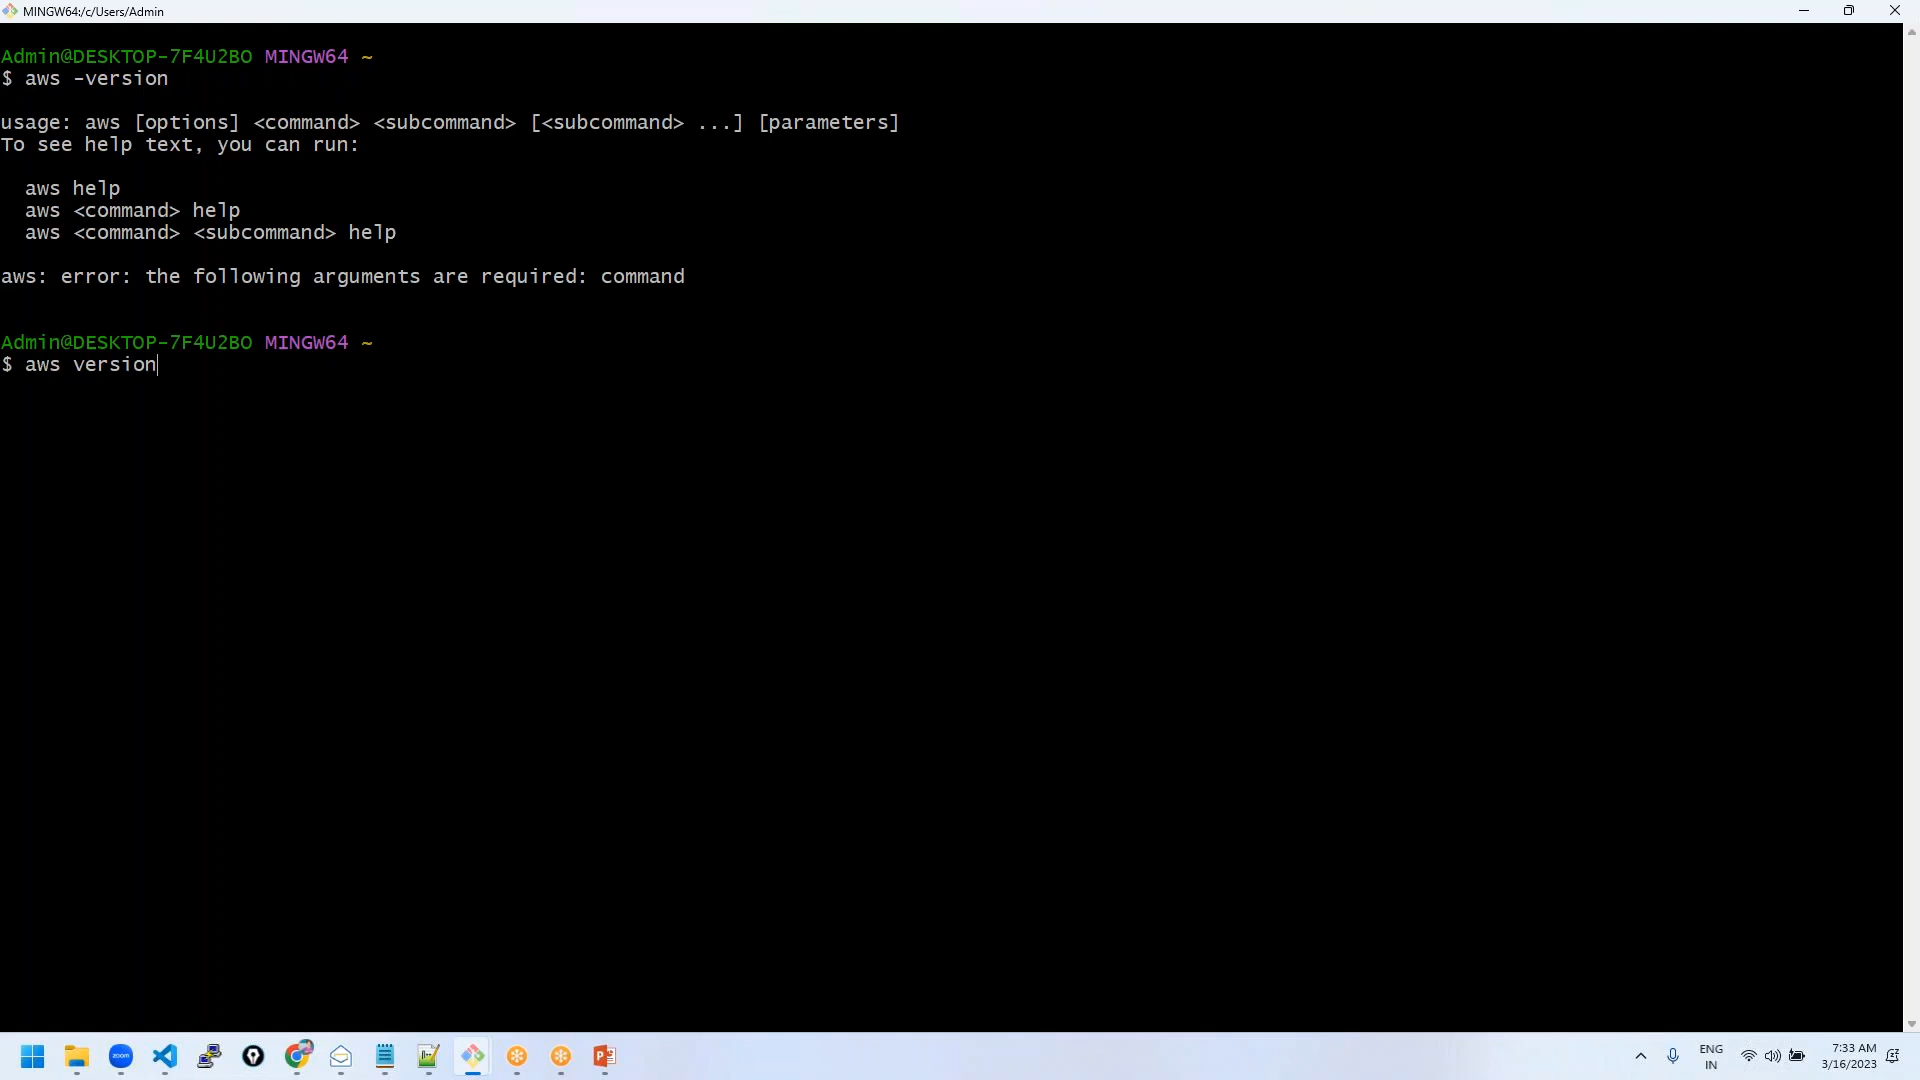 MINGW64:/c/Users/Admin
Admin@DESKTOP-7F4U2BO MINGW64 ~
$ aws -version
usage: aws [options] <command> <subcommand> [<subcommand> ...] [parameters]
To see help text, you can run:
aws help
aws <command> help
aws <command> <subcommand> help
aws: error: the following arguments are required: command
Admin@DESKTOP-7F4U2BO MINGW64 ~
$ aws version
zoom
ENG
IN
7:33 AM
3/16/2023